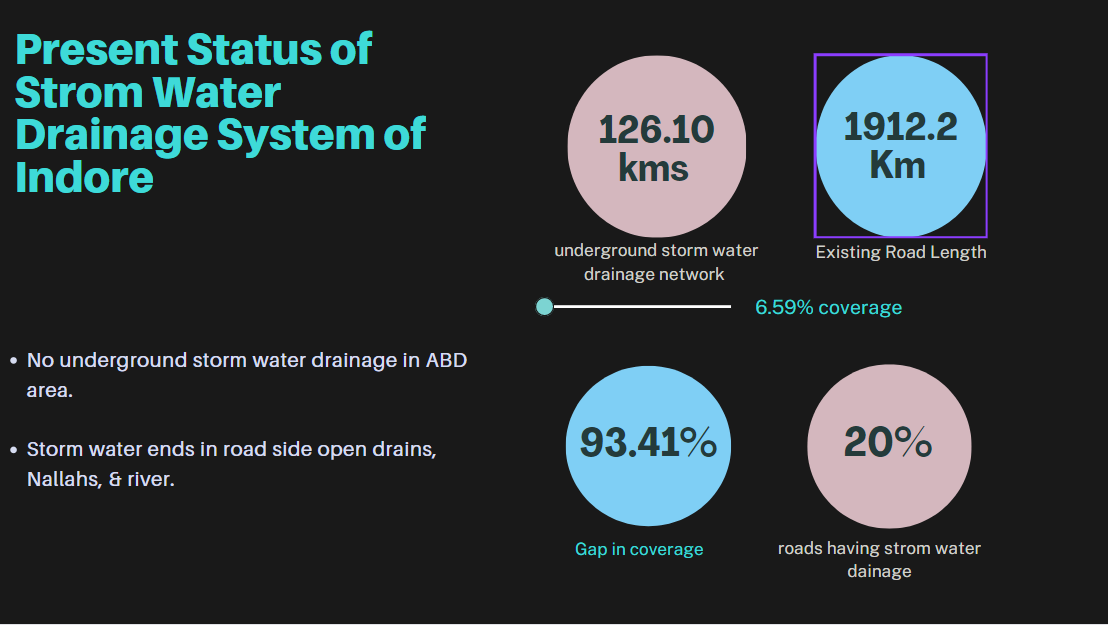 Present Status of
Strom Water
Drainage System of
Indore
126.10
kms
underground storm water
drainage network
1912.2
Km
Existing Road Length
6.59% coverage
• No underground storm water drainage in ABD
area.
• Storm water ends in road side open drains,
Nallahs, & river.
93.41%
Gap in coverage
20%
roads having strom water
dainage